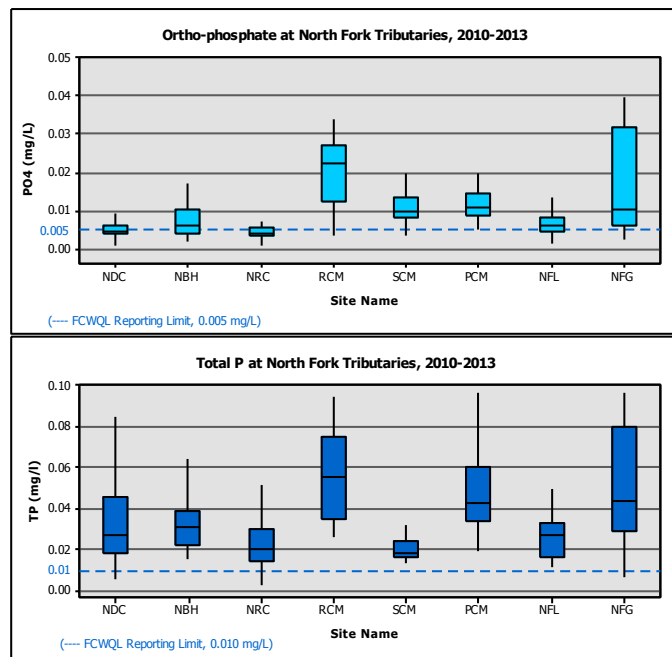 Ortho-phosphate at North Fork Tributaries, 2010-2013
PO4 (mg/L)
0.05
0.04
0.03
0.02
0.01
0.005
0.00
NDC NBH NRC RCM SCM PCM NFL NFG
Site Name
(---- FCWQL Reporting Limit, 0.005 mg/L)
Total P at North Fork Tributaries, 2010-2013
TP (mg/l)
0.10
0.08
0.06
0.04
0.02
0.01
0.00
NDC NBH NRC RCM SCM PCM NFL NFG
Site Name
(---- FCWQL Reporting Limit, 0.010 mg/L)